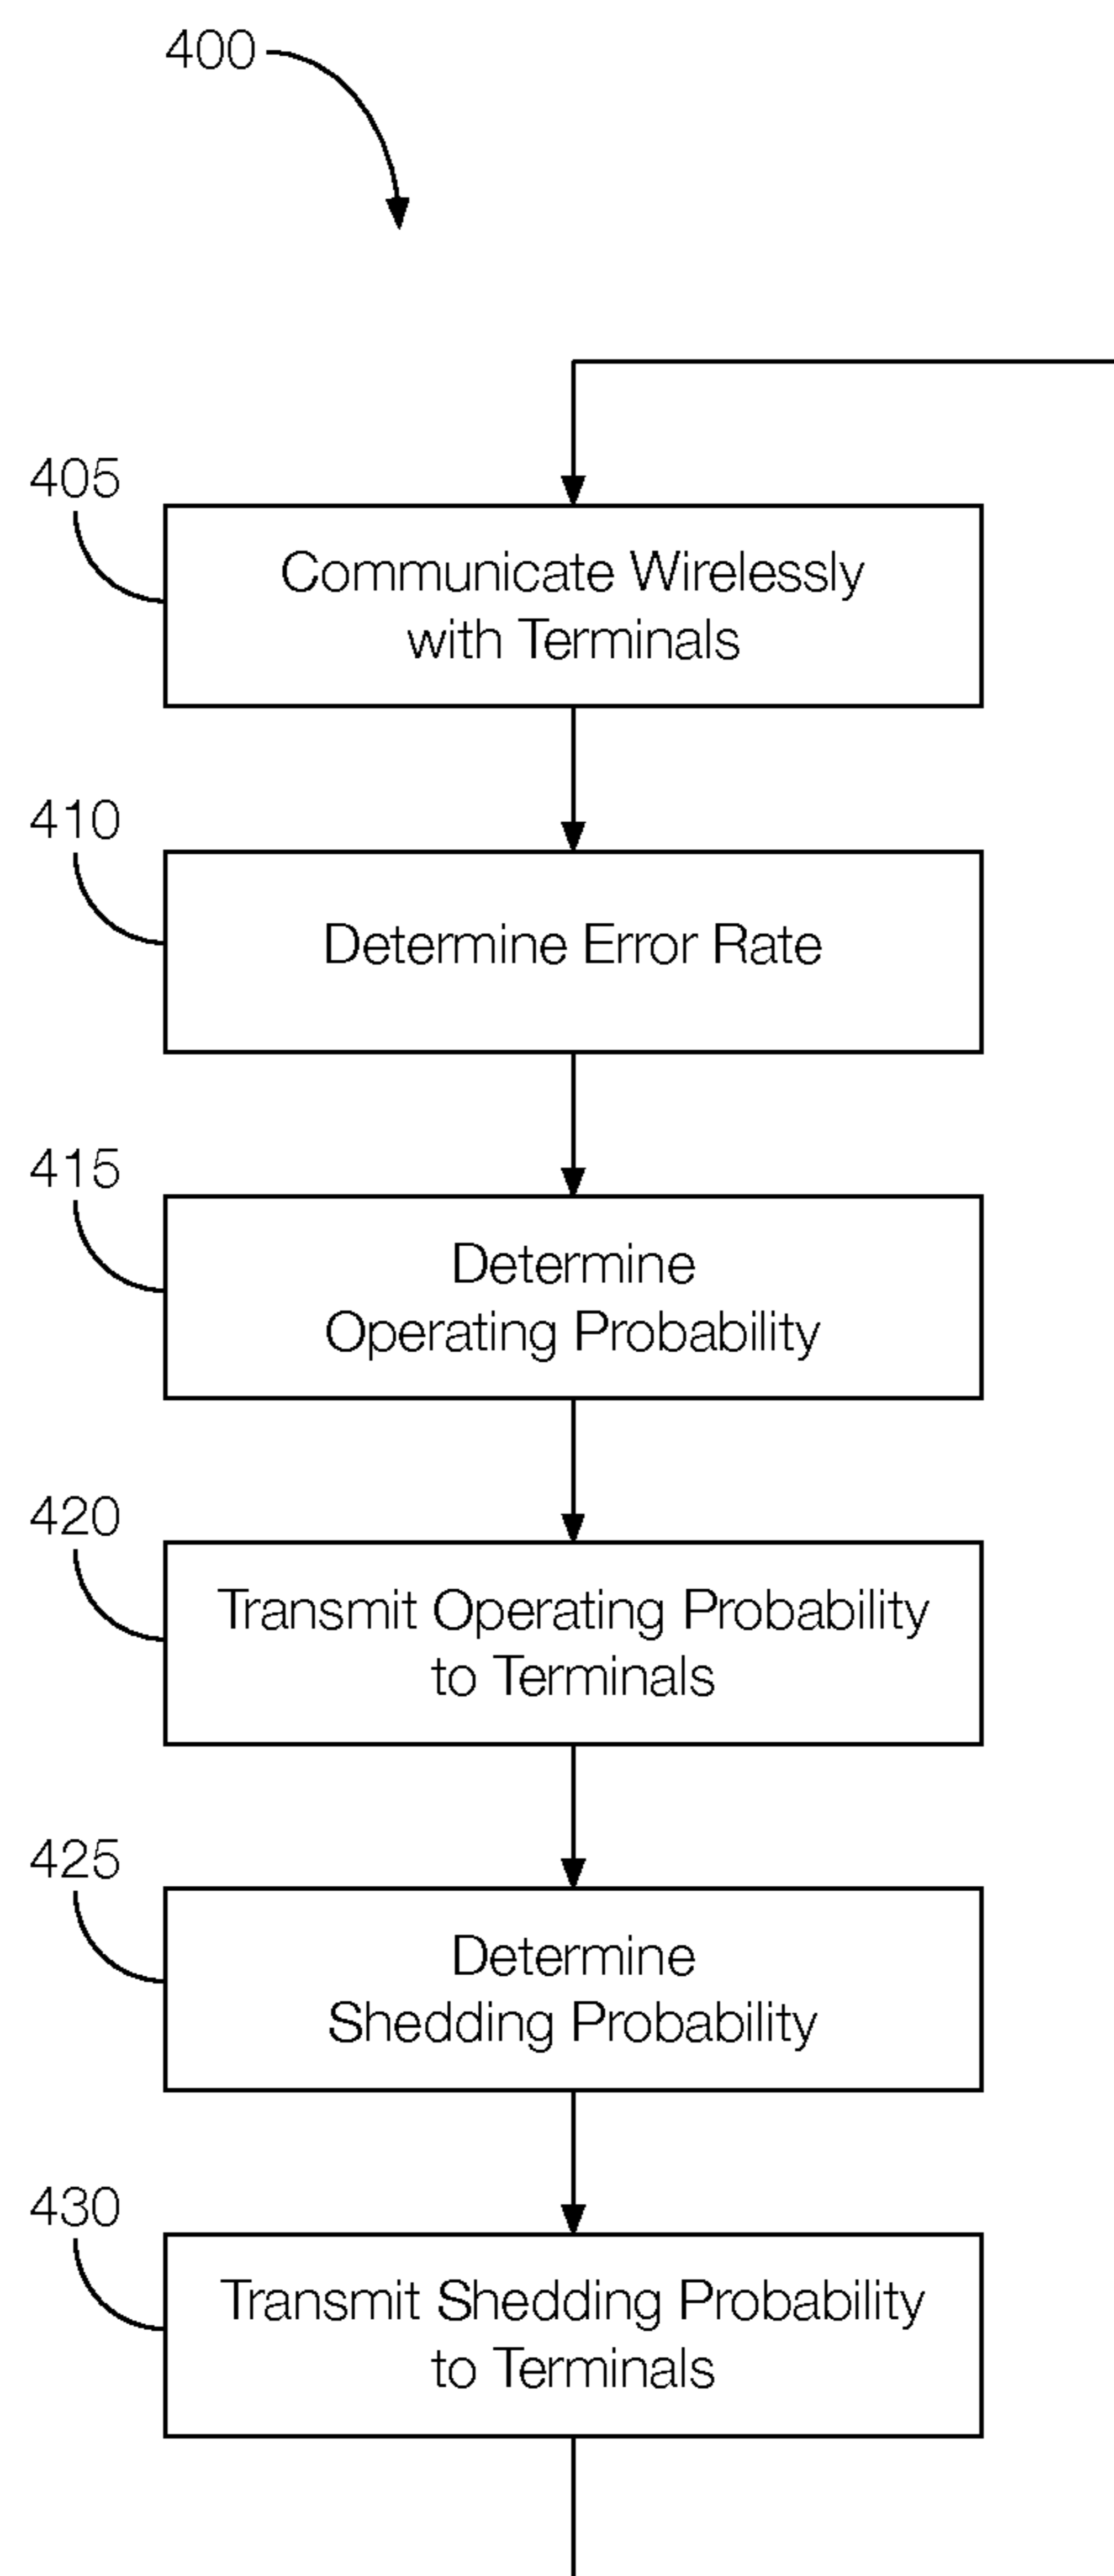 400
405
Communicate Wirelessly
with Terminals
410
Determine Error Rate
415
Determine
Operating Probability
420
Transmit Operating Probability
to Terminals
425
Determine
Shedding Probability
430
Transmit Shedding Probability
to Terminals